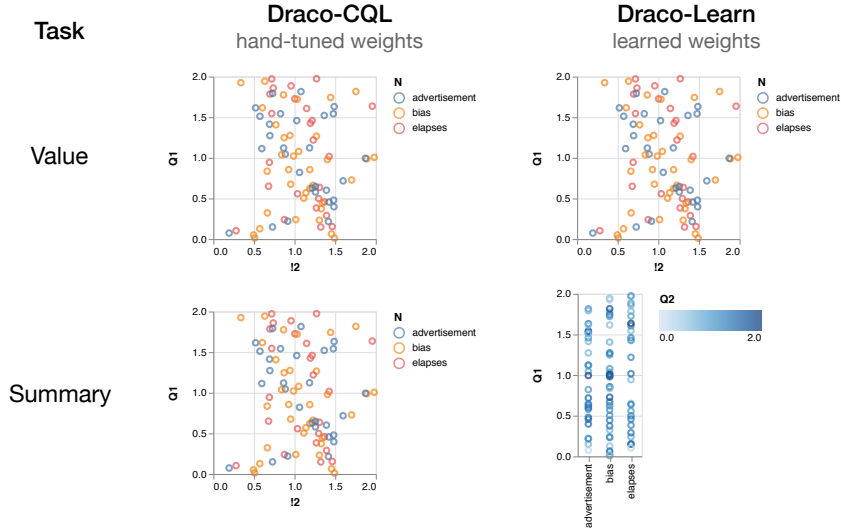 Task
Draco-CQL
hand-tuned weights
Draco-Learn
learned weights
Value
2.0
1.5
1.0
0.5
0.0
Q1
0.0 0.5 1.0 1.5 2.0
!2
N
advertisement
bias
elapses
2.0
1.5
1.0
0.5
0.0
Q1
0.0 0.5 1.0 1.5 2.0
!2
N
advertisement
bias
elapses
Summary
2.0
1.5
1.0
0.5
0.0
Q1
0.0 0.5 1.0 1.5 2.0
!2
N
advertisement
bias
elapses
2.0
1.5
1.0
0.5
0.0
Q1
advertisement
bias
elapses
Q2
0.0 2.0